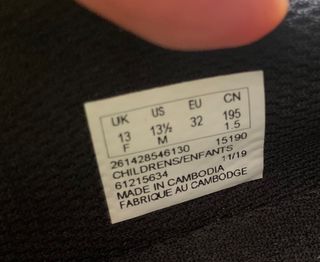 UK US EU CN
13 13½ 32 195
F M 1.5
261428546130 15190
CHILDRENS/ENFANTS
61215634 11/19
MADE IN CAMBODIA
FABRIQUE AU CAMBODGE